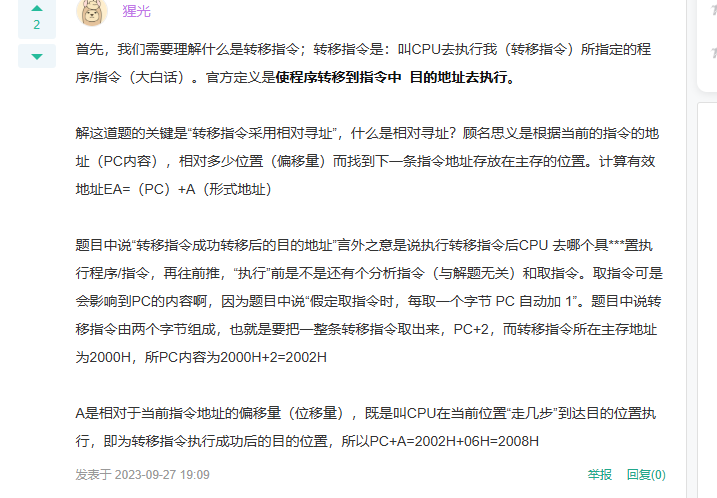 猩光
2
首先，我们需要理解什么是转移指令；转移指令是：叫CPU去执行我（转移指令）所指定的程
序/指令（大白话）。官方定义是使程序转移到指令中 目的地址去执行。
解这道题的关键是“转移指令采用相对寻址”，什么是相对寻址？顾名思义是根据当前的指令的地
址（PC内容），相对多少位置（偏移量）而找到下一条指令地址存放在主存的位置。计算有效
地址EA=（PC）+A（形式地址）
题目中说“转移指令成功转移后的目的地址”言外之意是说执行转移指令后CPU 去哪个具***置执
行程序/指令，再往前推，“执行”前是不是还有个分析指令（与解题无关）和取指令。取指令可是
会影响到PC的内容啊，因为题目中说“假定取指令时，每取一个字节 PC 自动加 1”。题目中说转
移指令由两个字节组成，也就是要把一整条转移指令取出来，PC+2，而转移指令所在主存地址
为2000H，所PC内容为2000H+2=2002H
A是相对于当前指令地址的偏移量（位移量），既是叫CPU在当前位置“走几步”到达目的位置执
行，即为转移指令执行成功后的目的位置，所以PC+A=2002H+06H=2008H
发表于 2023-09-27 19:09
举报 回复(0)